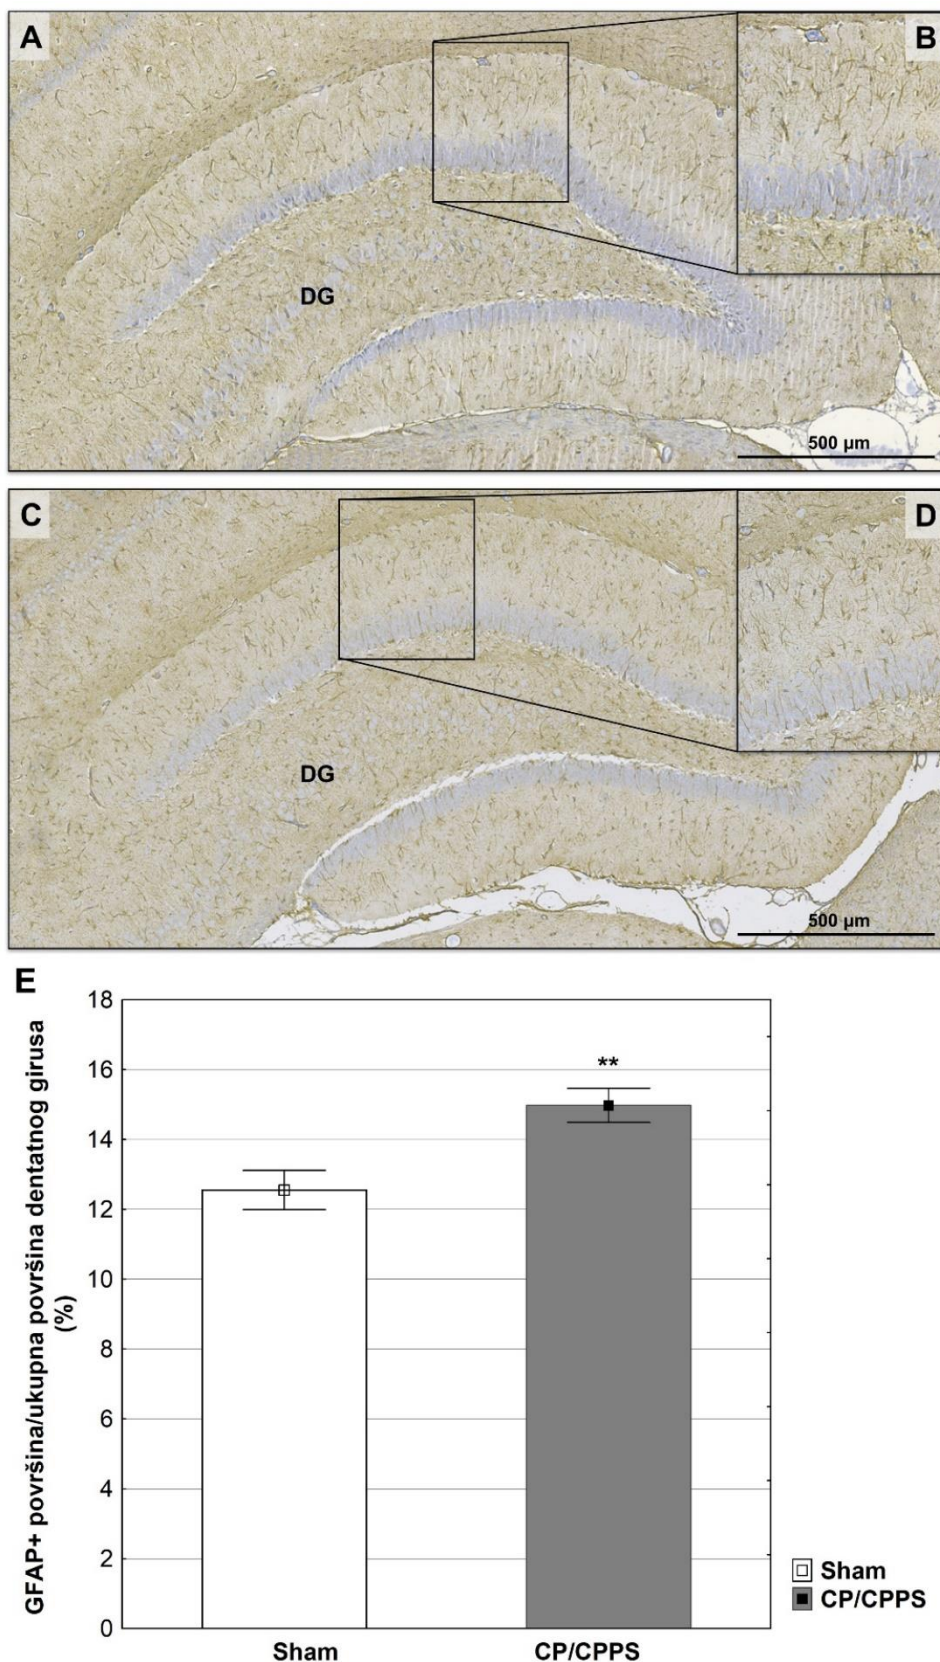 A
B
DG
500 µm
C
D
DG
500 µm
E
GFAP+ površina/ukupna površina dentatnog girusa
(%)
18
16
14
12
10
8
6
4
2
0
**
Sham
CP/CPPS
Sham
CP/CPPS